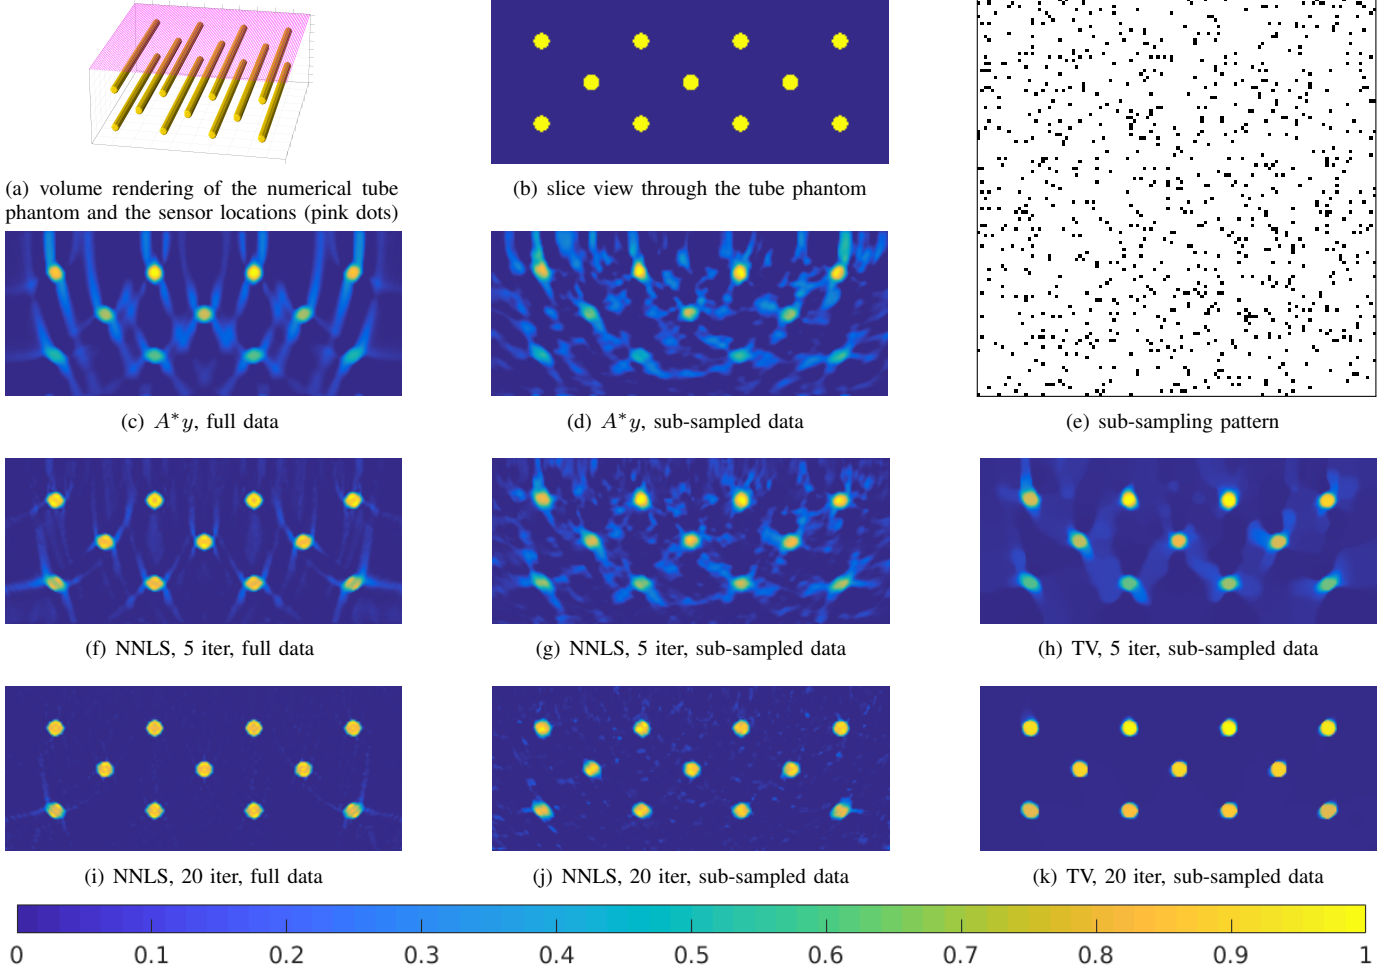 (a) volume rendering of the numerical tube
phantom and the sensor locations (pink dots)
(b) slice view through the tube phantom
(c) A*y, full data
(d) A*y, sub-sampled data
(e) sub-sampling pattern
(f) NNLS, 5 iter, full data
(g) NNLS, 5 iter, sub-sampled data
(h) TV, 5 iter, sub-sampled data
(i) NNLS, 20 iter, full data
(j) NNLS, 20 iter, sub-sampled data
(k) TV, 20 iter, sub-sampled data
0 0.1 0.2 0.3 0.4 0.5 0.6 0.7 0.8 0.9 1